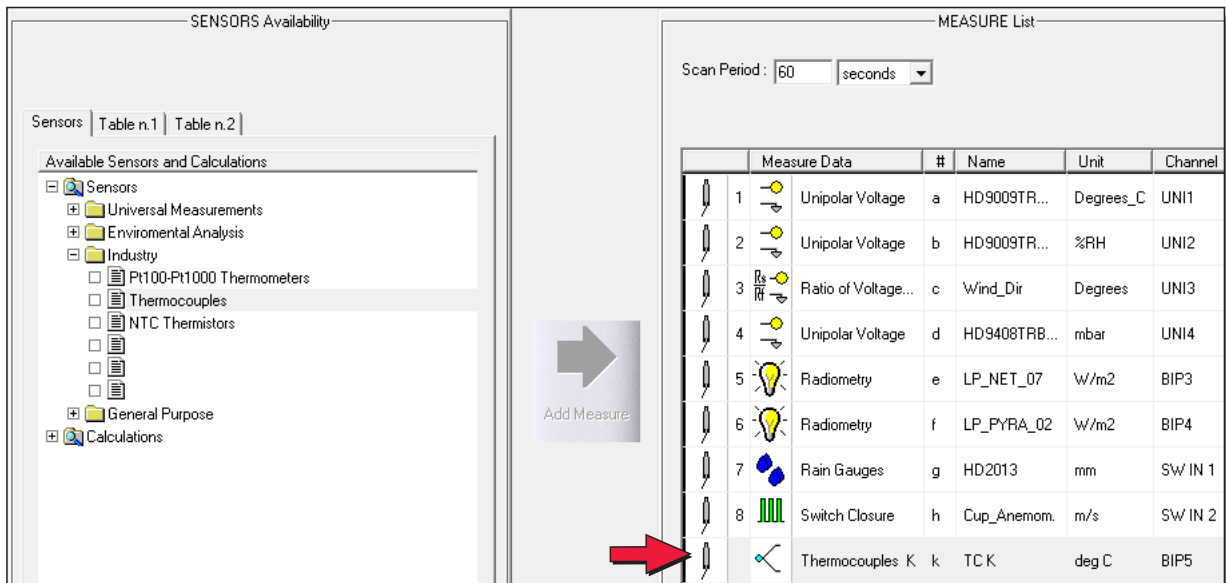 SENSORS Availability
Sensors Table n.1 Table n.2
Available Sensors and Calculations
Sensors
Universal Measurements
Enviromental Analysis
Industry
Pt100-Pt1000 Thermometers
Thermocouples
NTC Thermistors
General Purpose
Calculations
Add Measure
MEASURE List
Scan Period : 60 seconds
Measure Data # Name Unit Channel
1 Unipolar Voltage a HD9009TR... Degrees_C UNI1
2 Unipolar Voltage b HD9009TR... %RH UNI2
3 Rs Rf Ratio of Voltage... c Wind_Dir Degrees UNI3
4 Unipolar Voltage d HD9408TRB... mbar UNI4
5 Radiometry e LP_NET_07 W/m2 BIP3
6 Radiometry f LP_PYRA_02 W/m2 BIP4
7 Rain Gauges g HD2013 mm SW IN 1
8 Switch Closure h Cup_Anemom. m/s SW IN 2
Thermocouples K k TC K deg C BIP5